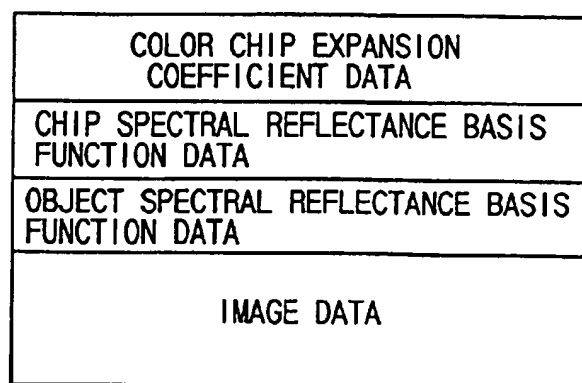 COLOR CHIP EXPANSION
COEFFICIENT DATA
CHIP SPECTRAL REFLECTANCE BASIS
FUNCTION DATA
OBJECT SPECTRAL REFLECTANCE BASIS
FUNCTION DATA
IMAGE DATA